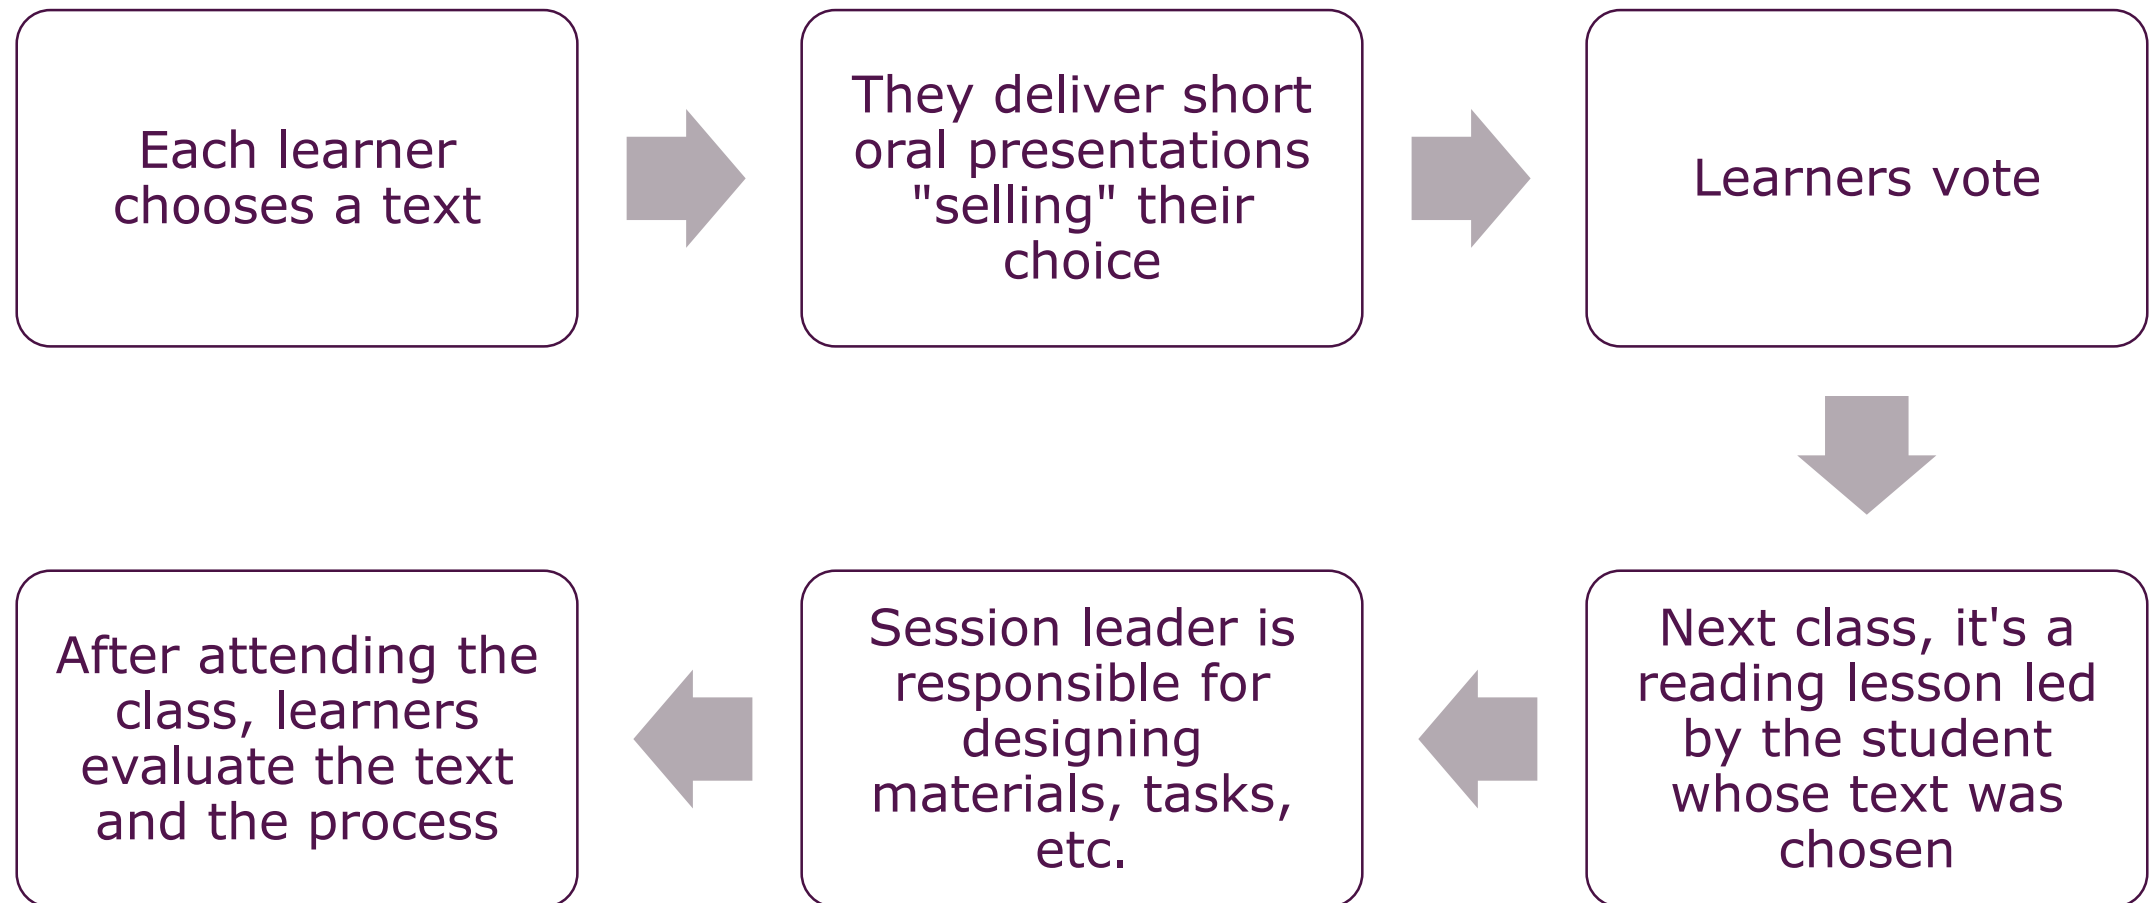 Each learner
chooses a text
They deliver short
oral presentations
"selling" their
choice
Learners vote
Next class, it's a
reading lesson led
by the student
whose text was
chosen
Session leader is
responsible for
designing
materials, tasks,
etc.
After attending the
class, learners
evaluate the text
and the process